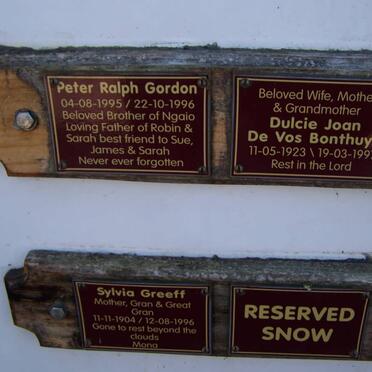 Peter Ralph Gordon
04-08-1995 / 22-10-1996
Beloved Brother of Ngaio
Loving Father of Robin &
Sarah best friend to Sue,
James & Sarah
Never ever forgotten
Beloved Wife, Mothe
& Grandmother
Dulcie Joan
De Vos Bonthuy
11-05-1923 \ 19-03-199
Rest in the Lord
Sylvia Greeff
Mother, Gran & Great
Gran
11-11-1904 / 12-08-1996
Gone to rest beyond the
clouds
Mona
RESERVED
SNOW